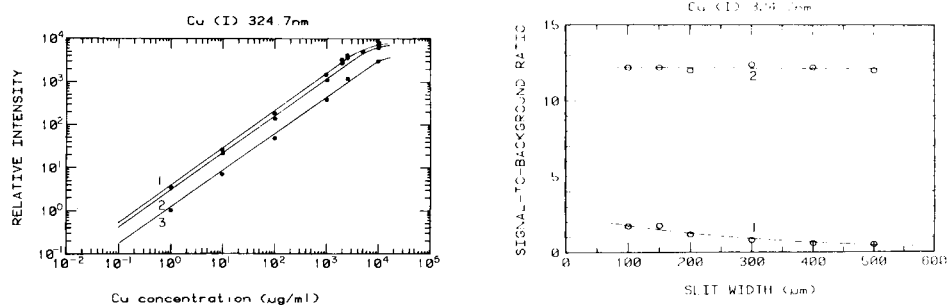 Cu (I) 324.7nm
RELATIVE INTENSITY
10⁴
10³
10²
10¹
10⁰
10⁻¹
1
2
3
10⁻² 10⁻¹ 10⁰ 10¹ 10² 10³ 10⁴ 10⁵
Cu concentration (µg/ml)
Cu (I)
SIGNAL-TO-BACKGROUND RATIO
15
10
5
0
2
1
0 100 200 300 400 500 600
SLIT WIDTH (µm)